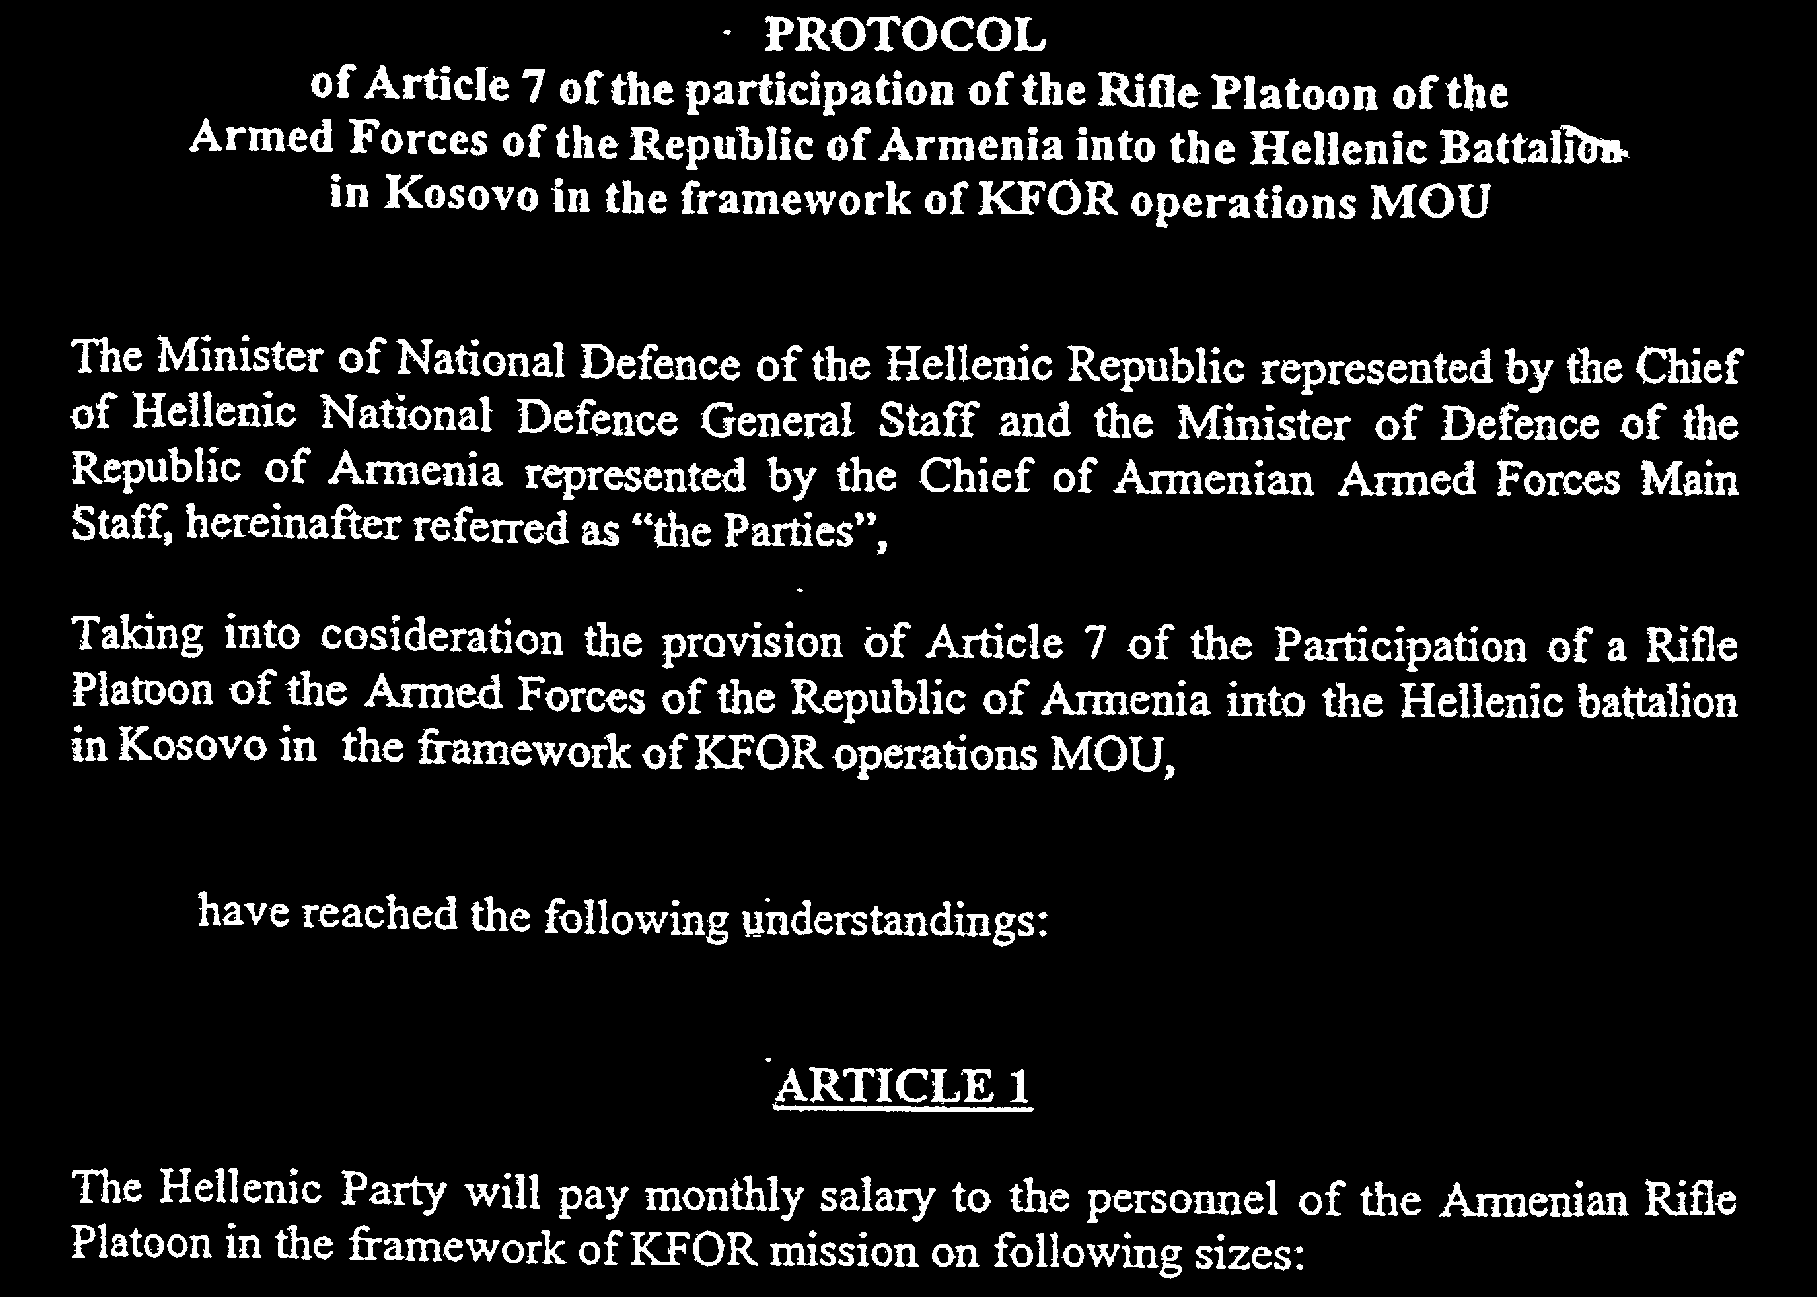 PROTOCOL
of Article 7 of the participation of the Rifle Platoon of the
Armed Forces of the Republic of Armenia into the Hellenic Battalion
in Kosovo in the framework of KFOR operations MOU
The Minister of National Defence of the Hellenic Republic represented by the Chief
of Hellenic National Defence General Staff and the Minister of Defence of the
Republic of Armenia represented by the Chief of Armenian Armed Forces Main
Staff, hereinafter referred as “the Parties”,
Taking into cosideration the provision of Article 7 of the Participation of a Rifle
Platoon of the Armed Forces of the Republic of Armenia into the Hellenic battalion
in Kosovo in the framework of KFOR operations MOU,
have reached the following understandings:
ARTICLE 1
The Hellenic Party will pay monthly salary to the personnel of the Armenian Rifle
Platoon in the framework of KFOR mission on following sizes: